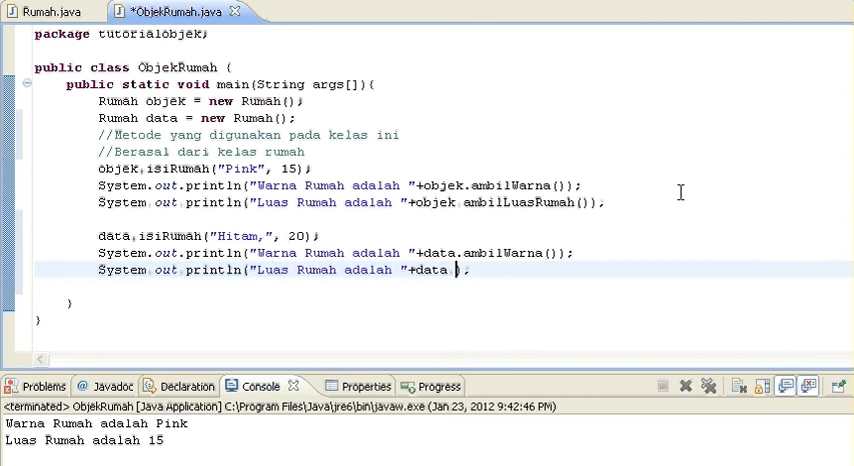 Rumah.java
*ObjekRumah.java
package tutorialobjek;
public class ObjekRumah {
public static void main(String args[]){
Rumah objek = new Rumah();
Rumah data = new Rumah();
//Metode yang digunakan pada kelas ini
//Berasal dari kelas rumah
objek.isiRumah("Pink", 15);
System.out.println("Warna Rumah adalah "+objek.ambilWarna());
System.out.println("Luas Rumah adalah "+objek.ambilLuasRumah());
data.isiRumah("Hitam,", 20);
System.out.println("Warna Rumah adalah "+data.ambilWarna());
System.out.println("Luas Rumah adalah "+data.);
}
}
Problems @ Javadoc Declaration Console Properties Progress
<terminated> ObjekRumah [Java Application] C:\Program Files\Java\jre6\bin\javaw.exe (Jan 23, 2012 9:42:46 PM)
Warna Rumah adalah Pink
Luas Rumah adalah 15